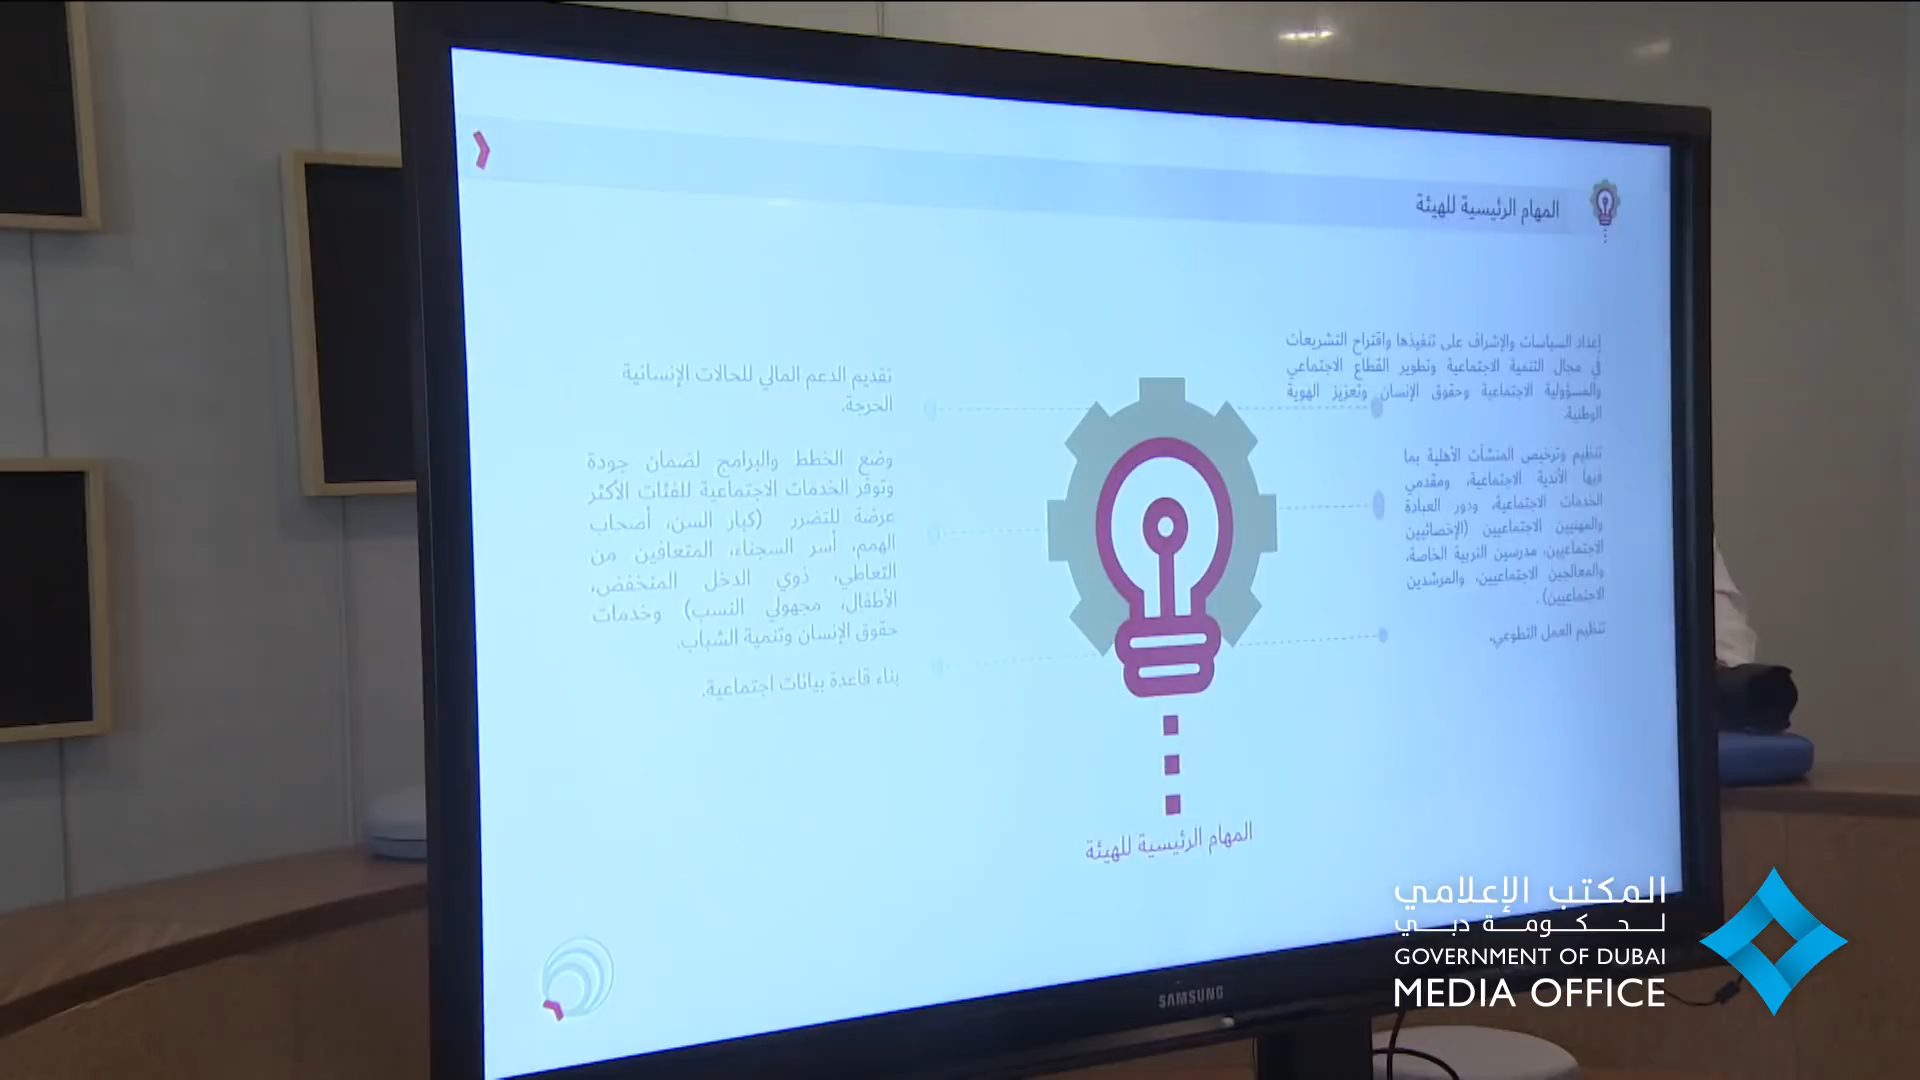 المهام الرئيسية للهيئة
إعداد السياسات والإشراف على تنفيذها واقتراح التشريعات
في مجال التنمية الاجتماعية وتطوير القطاع الاجتماعي
والمسؤولية الاجتماعية وحقوق الإنسان وتعزيز الهوية
الوطنية.
تنظيم وترخيص المنشآت الأهلية بما
فيها الأندية الاجتماعية، ومقدمي
الخدمات الاجتماعية، ودور العبادة
والمهنيين الاجتماعيين (الإخصائيين
الاجتماعيين، مدرسين التربية الخاصة،
والمعالجين الاجتماعيين، والمرشدين
الاجتماعيين).
تنظيم العمل التطوعي.
تقديم الدعم المالي للحالات الإنسانية
الحرجة.
وضع الخطط والبرامج لضمان جودة
وتوفر الخدمات الاجتماعية للفئات الأكثر
عرضة للتضرر (كبار السن، أصحاب
الهمم، أسر السجناء، المتعافين من
التعاطي، ذوي الدخل المنخفض،
الأطفال، مجهولي النسب) وخدمات
حقوق الإنسان وتنمية الشباب.
بناء قاعدة بيانات اجتماعية.
المهام الرئيسية للهيئة
SAMSUNG
المكتب الإعلامي
لحكومة دبي
GOVERNMENT OF DUBAI
MEDIA OFFICE